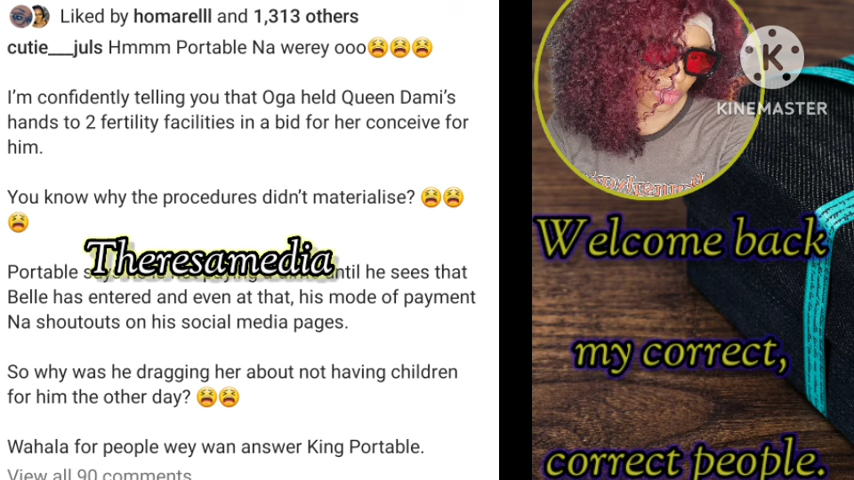 Liked by homarelll and 1,313 others
cutie___juls Hmmm Portable Na werey ooo😫😫😫
I'm confidently telling you that Oga held Queen Dami's
hands to 2 fertility facilities in a bid for her conceive for
him.
You know why the procedures didn't materialise? 😫😫
😫
Theresamedia
Portable until he sees that
Belle has entered and even at that, his mode of payment
Na shoutouts on his social media pages.
So why was he dragging her about not having children
for him the other day? 😫😫
Wahala for people wey wan answer King Portable.
View all 90 comments
K
KINEMASTER
Welcome back
my correct,
correct people.